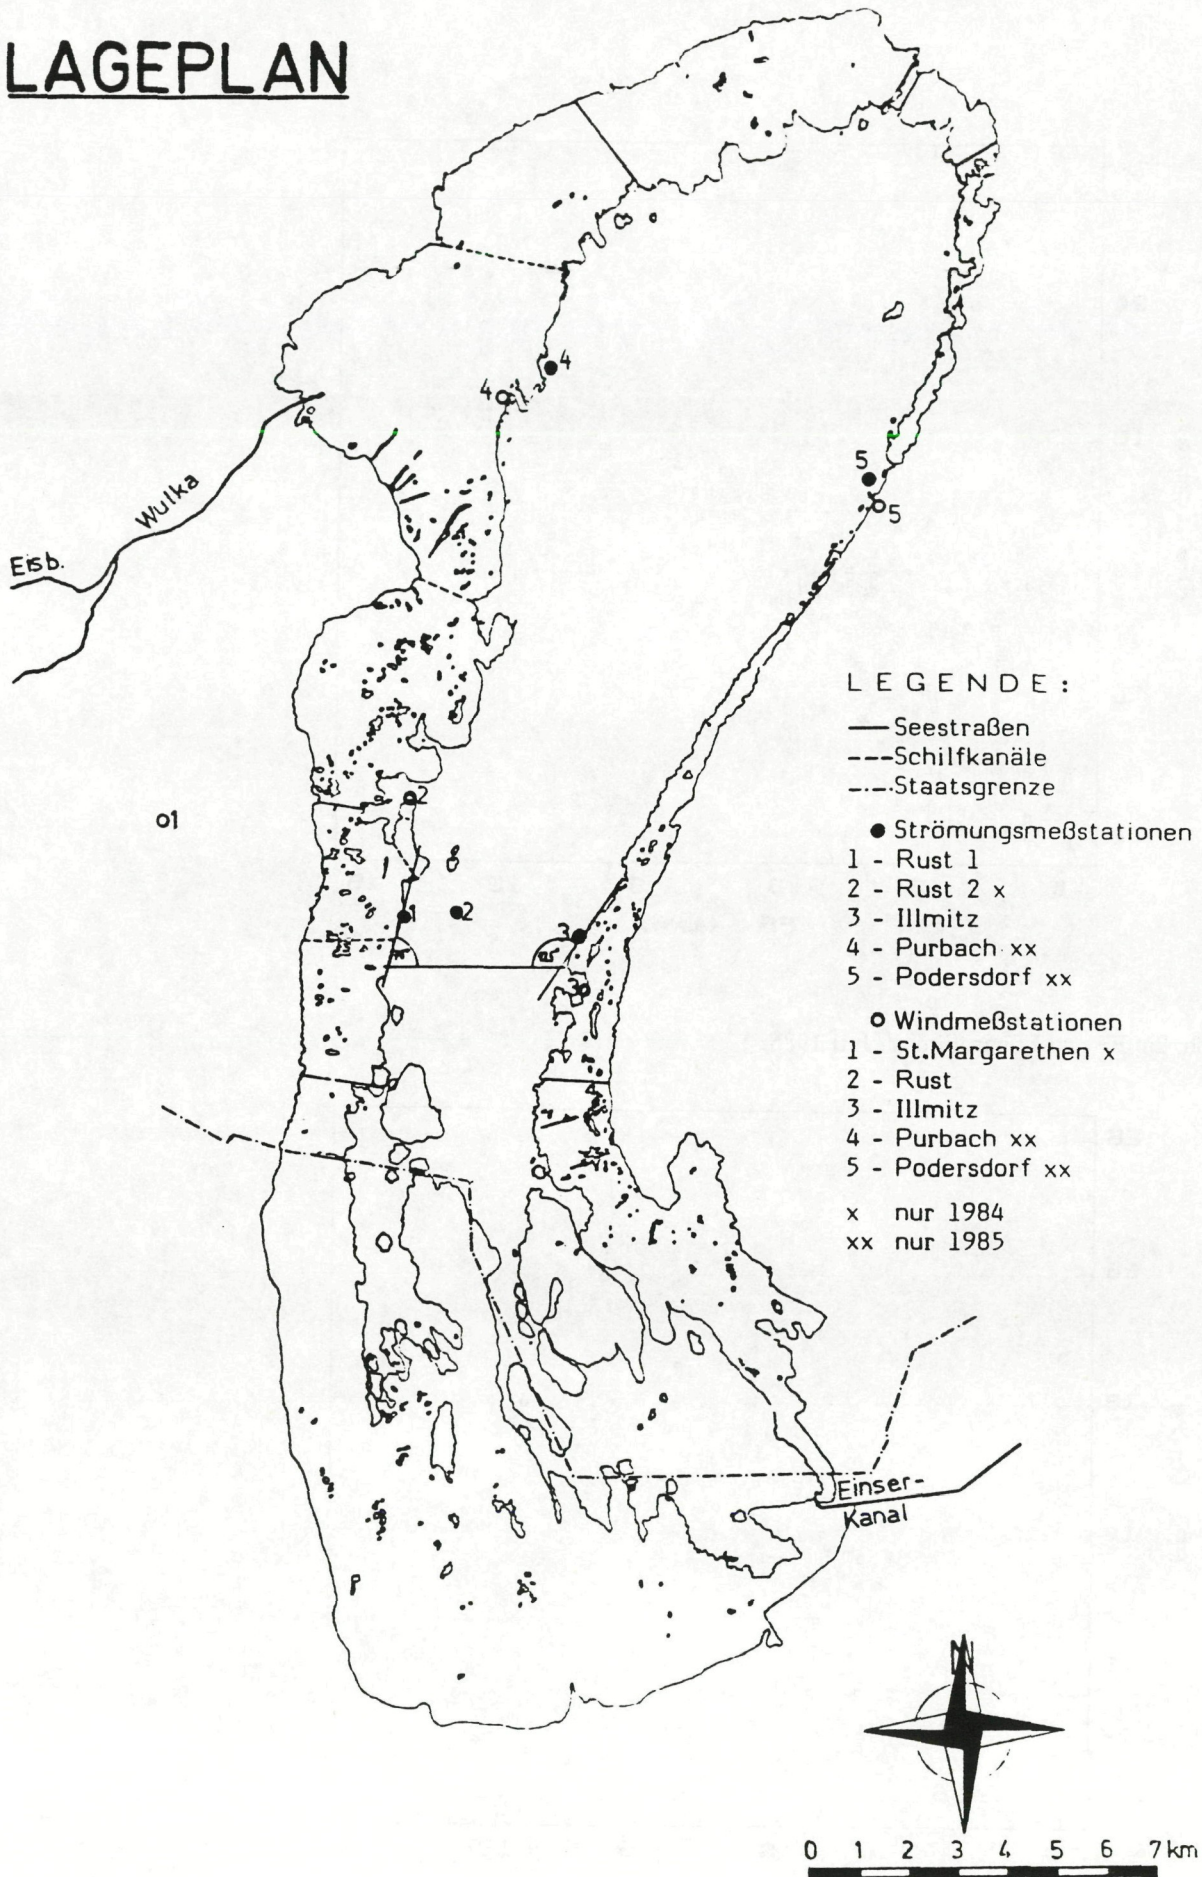 LAGEPLAN
4
4
5
5
Wulka
Eisb.
LEGENDE:
Seestraßen
Schilfkanäle
Staatsgrenze
Strömungsmeßstationen
1 - Rust 1
2 - Rust 2 x
3 - Illmitz
4 - Purbach xx
5 - Podersdorf xx
Windmeßstationen
1 - St.Margarethen x
2 - Rust
3 - Illmitz
4 - Purbach xx
5 - Podersdorf xx
x nur 1984
xx nur 1985
2
1
1
2
3
3
Einser-
Kanal
N
0 1 2 3 4 5 6 7 km